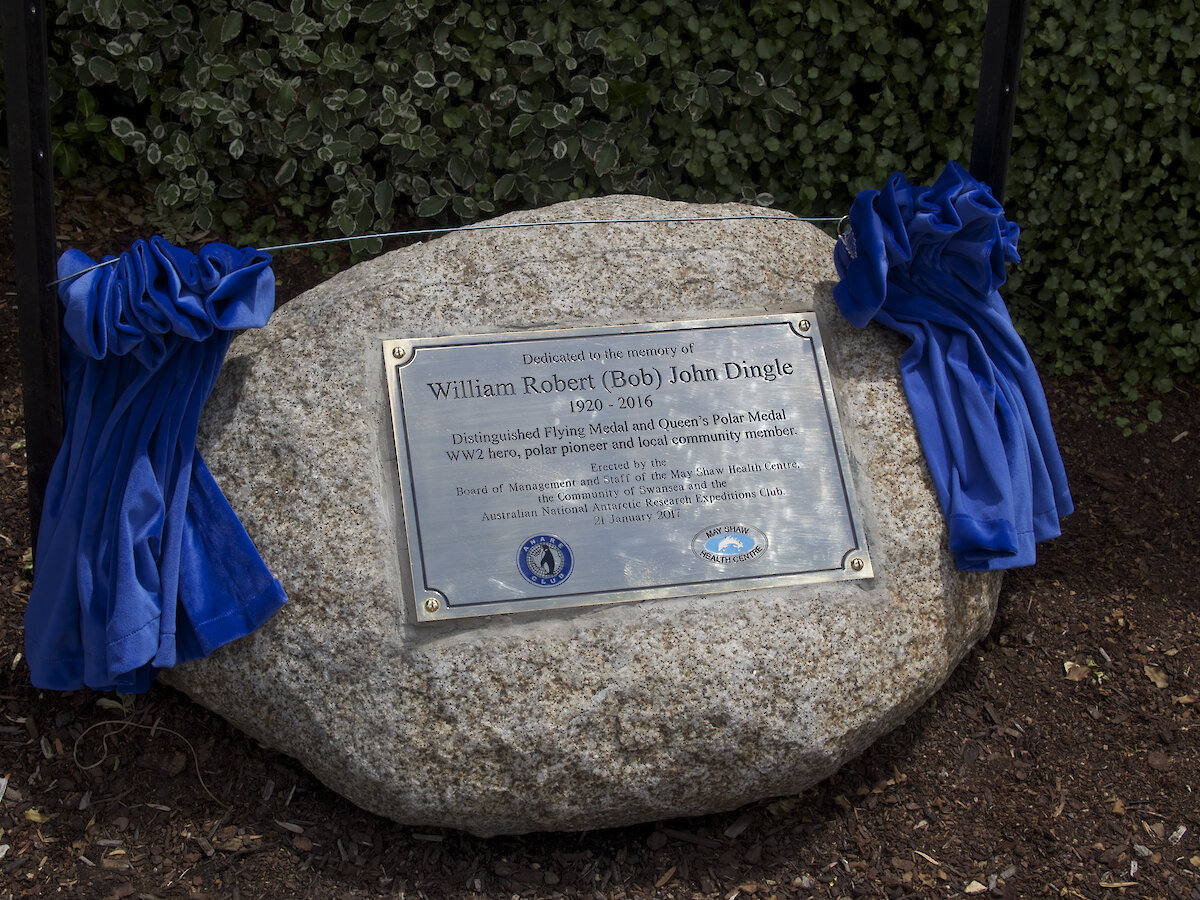 Dedicated to the memory of
William Robert (Bob) John Dingle
1920 - 2016
Distinguished Flying Medal and Queen's Polar Medal
WW2 hero, polar pioneer and local community member.
Erected by the
Board of Management and Staff of the May Shaw Health Centre,
the Community of Swansea and the
Australian National Antarctic Research Expeditions Club.
21 January 2017
ANARE
CLUB
MAY SHAW
HEALTH CENTRE